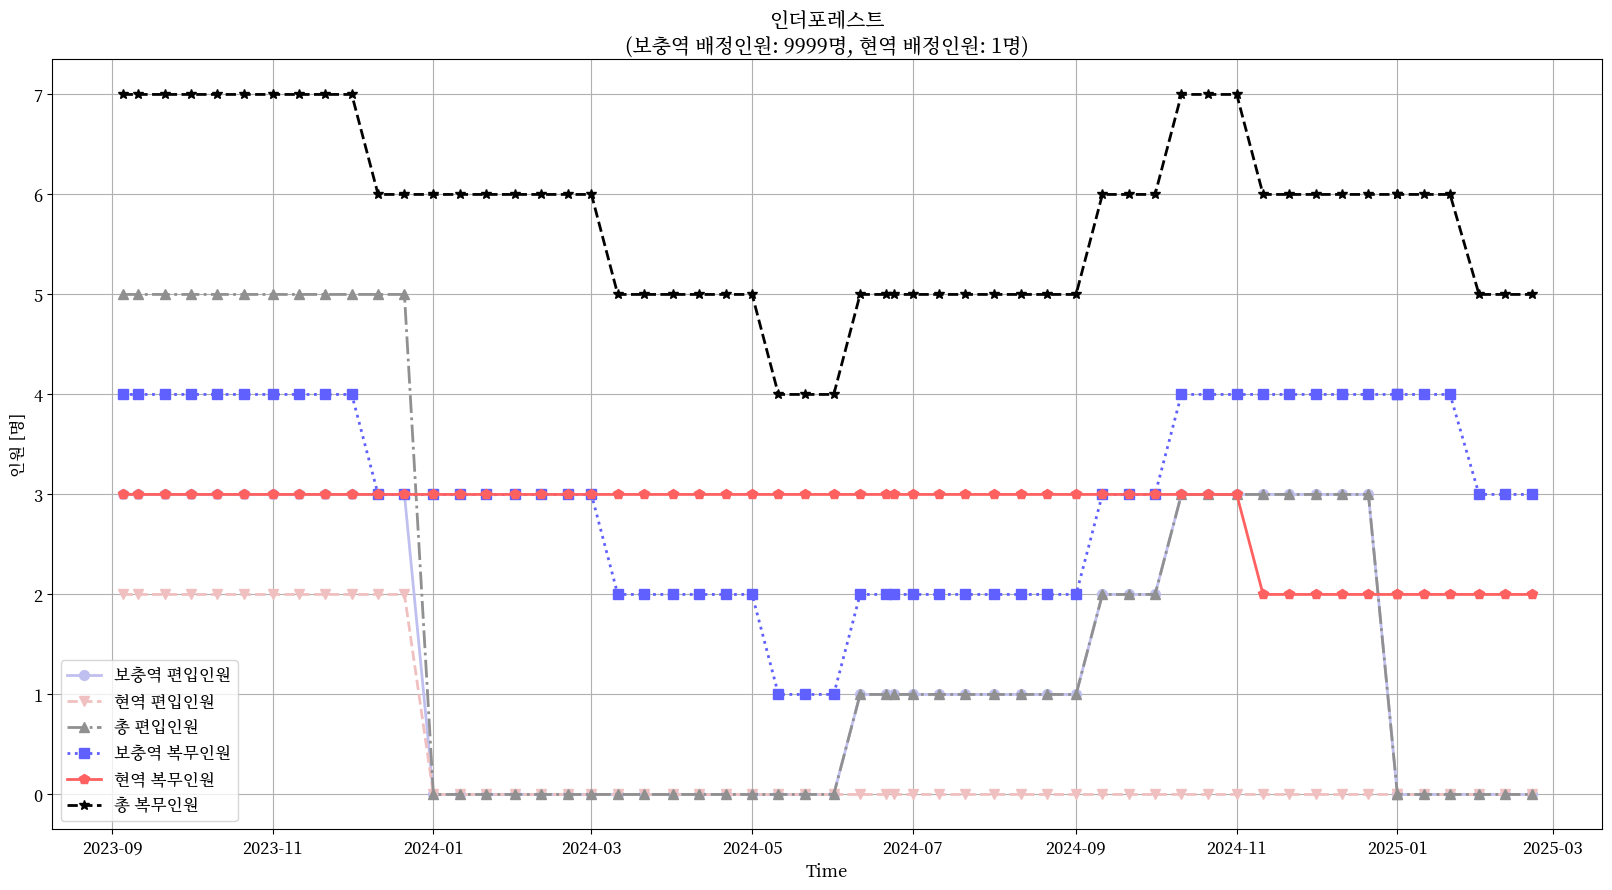 인더포레스트
(보충역 배정인원: 9999명, 현역 배정인원: 1명)
인원 [명]
7
6
5
4
3
2
1
0
보충역 편입인원
현역 편입인원
총 편입인원
보충역 복무인원
현역 복무인원
총 복무인원
2023-09
2023-11
2024-01
2024-03
2024-05
2024-07
2024-09
2024-11
2025-01
2025-03
Time